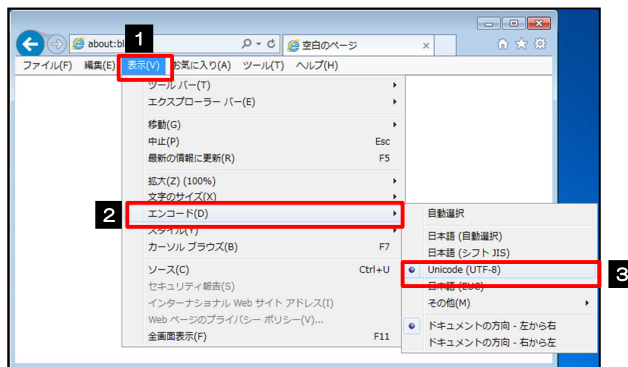 1
about:bl
空白のページ
ファイル(F) 編集(E) 表示(V) お気に入り(A) ツール(T) ヘルプ(H)
ツール バー(T)
エクスプローラー バー(E)
移動(G)
中止(P) Esc
最新の情報に更新(R) F5
拡大(Z) (100%)
文字のサイズ(X)
2
エンコード(D)
スタイル(Y)
カーソル ブラウズ(B) F7
ソース(C) Ctrl+U
セキュリティ報告(S)
インターナショナル Web サイト アドレス(I)
Web ページのプライバシー ポリシー(V)...
全画面表示(F) F11
自動選択
日本語 (自動選択)
日本語 (シフト JIS)
Unicode (UTF-8)
3
日本語 (EUC)
その他(M)
ドキュメントの方向 - 左から右
ドキュメントの方向 - 右から左